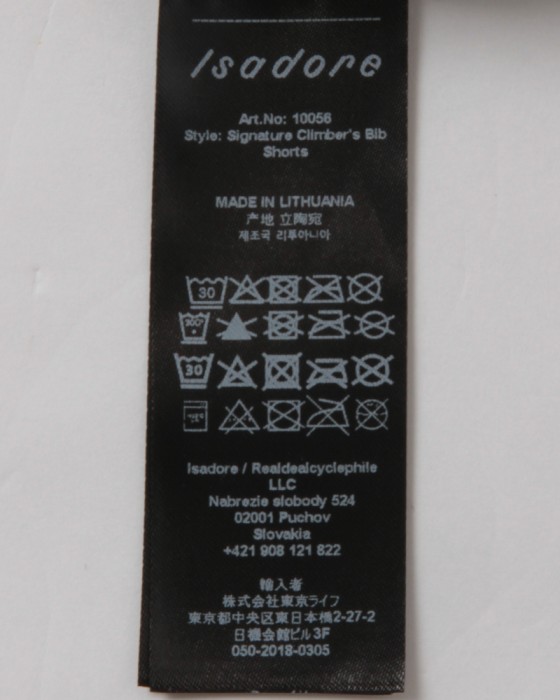 Isadore
Art.No: 10056
Style: Signature Climber's Bib
Shorts
MADE IN LITHUANIA
产地 立陶宛
제조국 리투아니아
30
30
Isadore / Realdealcyclephile
LLC
Nabrezie slobody 524
02001 Puchov
Slovakia
+421 908 121 822
輸入者
株式会社東京ライフ
東京都中央区東日本橋2-27-2
日機会館ビル3F
050-2018-0305